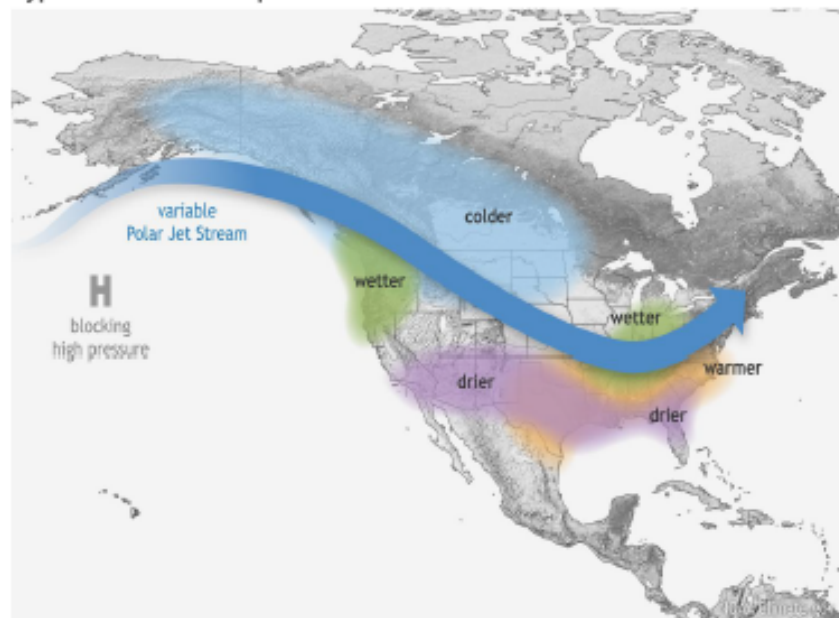 variable
Polar Jet Stream
colder
H
blocking
high pressure
wetter
wetter
warmer
drier
drier